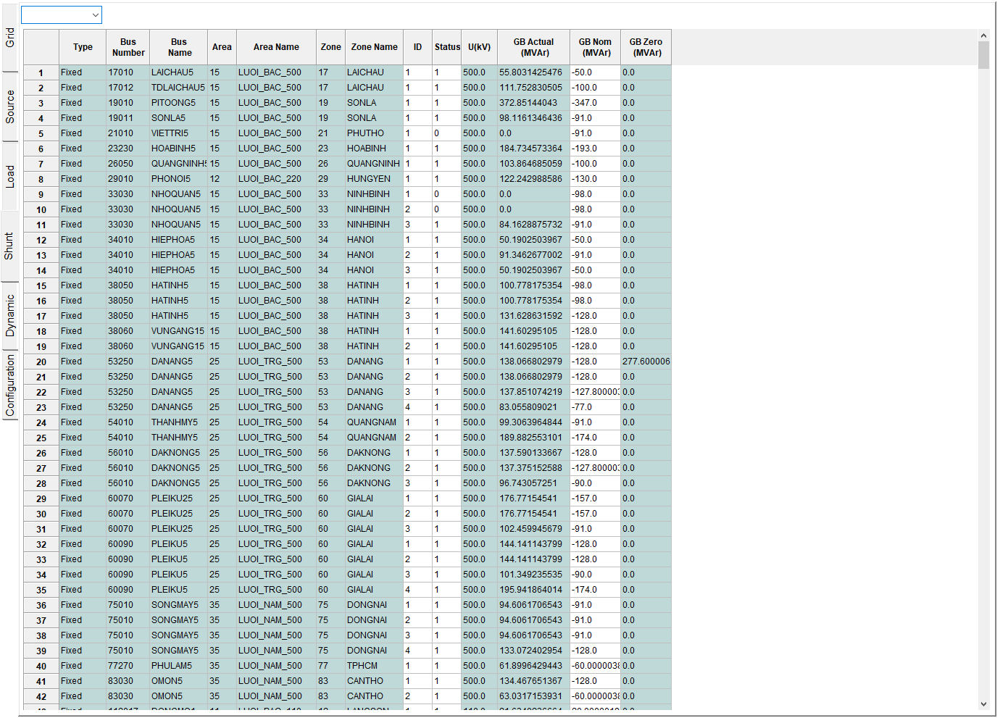 Grid
Source
Load
Shunt
Dynamic
Configuration
Type Bus Number Bus Name Area Area Name Zone Zone Name ID Status U(kV) GB Actual (MVAr) GB Nom (MVAr) GB Zero (MVAr)
1 Fixed 17010 LAICHAU5 15 LUOI_BAC_500 17 LAICHAU 1 1 500.0 55.8031425476 -50.0 0.0
2 Fixed 17012 TDLAICHAU5 15 LUOI_BAC_500 17 LAICHAU 1 1 500.0 111.752830505 -100.0 0.0
3 Fixed 19010 PITOONG5 15 LUOI_BAC_500 19 SONLA 1 1 500.0 372.85144043 -347.0 0.0
4 Fixed 19011 SONLA5 15 LUOI_BAC_500 19 SONLA 1 1 500.0 98.1161346436 -91.0 0.0
5 Fixed 21010 VIETTRI5 15 LUOI_BAC_500 21 PHUTHO 1 0 500.0 0.0 -91.0 0.0
6 Fixed 23230 HOABINH5 15 LUOI_BAC_500 23 HOABINH 1 1 500.0 184.734573364 -193.0 0.0
7 Fixed 26050 QUANGNINH5 15 LUOI_BAC_500 26 QUANGNINH 1 1 500.0 103.864685059 -100.0 0.0
8 Fixed 29010 PHONOI5 12 LUOI_BAC_220 29 HUNGYEN 1 1 500.0 122.242988586 -130.0 0.0
9 Fixed 33030 NHOQUAN5 15 LUOI_BAC_500 33 NINHBINH 1 0 500.0 0.0 -98.0 0.0
10 Fixed 33030 NHOQUAN5 15 LUOI_BAC_500 33 NINHBINH 2 0 500.0 0.0 -98.0 0.0
11 Fixed 33030 NHOQUAN5 15 LUOI_BAC_500 33 NINHBINH 3 1 500.0 84.1628875732 -91.0 0.0
12 Fixed 34010 HIEPHOA5 15 LUOI_BAC_500 34 HANOI 1 1 500.0 50.1902503967 -50.0 0.0
13 Fixed 34010 HIEPHOA5 15 LUOI_BAC_500 34 HANOI 2 1 500.0 91.3462677002 -91.0 0.0
14 Fixed 34010 HIEPHOA5 15 LUOI_BAC_500 34 HANOI 3 1 500.0 50.1902503967 -50.0 0.0
15 Fixed 38050 HATINH5 15 LUOI_BAC_500 38 HATINH 1 1 500.0 100.778175354 -98.0 0.0
16 Fixed 38050 HATINH5 15 LUOI_BAC_500 38 HATINH 2 1 500.0 100.778175354 -98.0 0.0
17 Fixed 38050 HATINH5 15 LUOI_BAC_500 38 HATINH 3 1 500.0 131.628631592 -128.0 0.0
18 Fixed 38060 VUNGANG15 15 LUOI_BAC_500 38 HATINH 1 1 500.0 141.60295105 -128.0 0.0
19 Fixed 38060 VUNGANG15 15 LUOI_BAC_500 38 HATINH 2 1 500.0 141.60295105 -128.0 0.0
20 Fixed 53250 DANANG5 25 LUOI_TRG_500 53 DANANG 1 1 500.0 138.066802979 -128.0 277.600006
21 Fixed 53250 DANANG5 25 LUOI_TRG_500 53 DANANG 2 1 500.0 138.066802979 -128.0 0.0
22 Fixed 53250 DANANG5 25 LUOI_TRG_500 53 DANANG 3 1 500.0 137.851074219 -127.800003 0.0
23 Fixed 53250 DANANG5 25 LUOI_TRG_500 53 DANANG 4 1 500.0 83.055809021 -77.0 0.0
24 Fixed 54010 THANHMY5 25 LUOI_TRG_500 54 QUANGNAM 1 1 500.0 99.3063964844 -91.0 0.0
25 Fixed 54010 THANHMY5 25 LUOI_TRG_500 54 QUANGNAM 2 1 500.0 189.882553101 -174.0 0.0
26 Fixed 56010 DAKNONG5 25 LUOI_TRG_500 56 DAKNONG 1 1 500.0 137.590133667 -128.0 0.0
27 Fixed 56010 DAKNONG5 25 LUOI_TRG_500 56 DAKNONG 2 1 500.0 137.375152588 -127.800003 0.0
28 Fixed 56010 DAKNONG5 25 LUOI_TRG_500 56 DAKNONG 3 1 500.0 96.743057251 -90.0 0.0
29 Fixed 60070 PLEIKU25 25 LUOI_TRG_500 60 GIALAI 1 1 500.0 176.77154541 -157.0 0.0
30 Fixed 60070 PLEIKU25 25 LUOI_TRG_500 60 GIALAI 2 1 500.0 176.77154541 -157.0 0.0
31 Fixed 60070 PLEIKU25 25 LUOI_TRG_500 60 GIALAI 3 1 500.0 102.459945679 -91.0 0.0
32 Fixed 60090 PLEIKU5 25 LUOI_TRG_500 60 GIALAI 1 1 500.0 144.141143799 -128.0 0.0
33 Fixed 60090 PLEIKU5 25 LUOI_TRG_500 60 GIALAI 2 1 500.0 144.141143799 -128.0 0.0
34 Fixed 60090 PLEIKU5 25 LUOI_TRG_500 60 GIALAI 3 1 500.0 101.349235535 -90.0 0.0
35 Fixed 60090 PLEIKU5 25 LUOI_TRG_500 60 GIALAI 4 1 500.0 195.941864014 -174.0 0.0
36 Fixed 75010 SONGMAY5 35 LUOI_NAM_500 75 DONGNAI 1 1 500.0 94.6061706543 -91.0 0.0
37 Fixed 75010 SONGMAY5 35 LUOI_NAM_500 75 DONGNAI 2 1 500.0 94.6061706543 -91.0 0.0
38 Fixed 75010 SONGMAY5 35 LUOI_NAM_500 75 DONGNAI 3 1 500.0 94.6061706543 -91.0 0.0
39 Fixed 75010 SONGMAY5 35 LUOI_NAM_500 75 DONGNAI 4 1 500.0 133.072402954 -128.0 0.0
40 Fixed 77270 PHULAM5 35 LUOI_NAM_500 77 TPHCM 1 1 500.0 61.8996429443 -60.0000038 0.0
41 Fixed 83030 OMON5 35 LUOI_NAM_500 83 CANTHO 1 1 500.0 134.467651367 -128.0 0.0
42 Fixed 83030 OMON5 35 LUOI_NAM_500 83 CANTHO 2 1 500.0 63.0317153931 -60.0000038 0.0